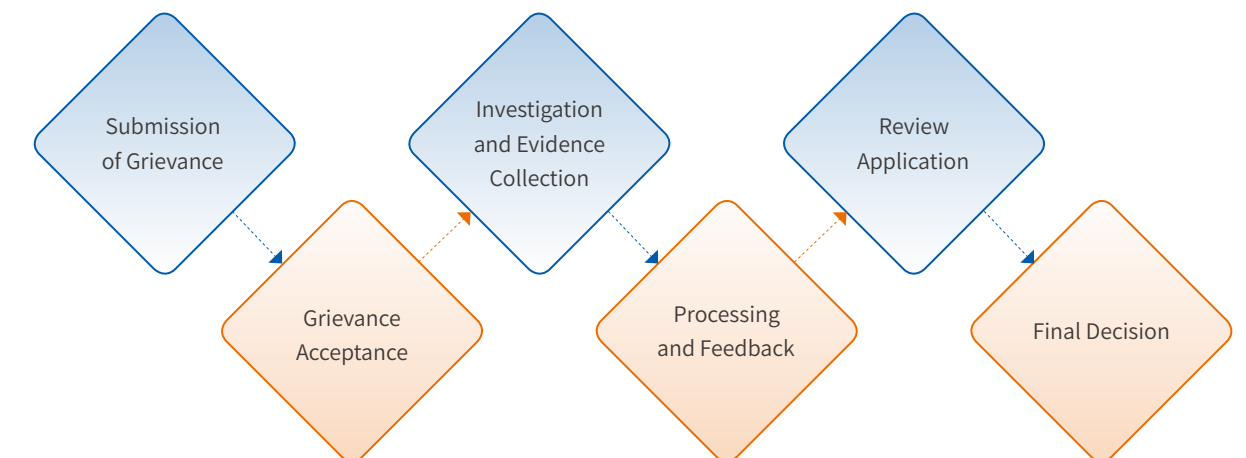 Submission
of Grievance
Grievance
Acceptance
Investigation
and Evidence
Collection
Processing
and Feedback
Review
Application
Final Decision